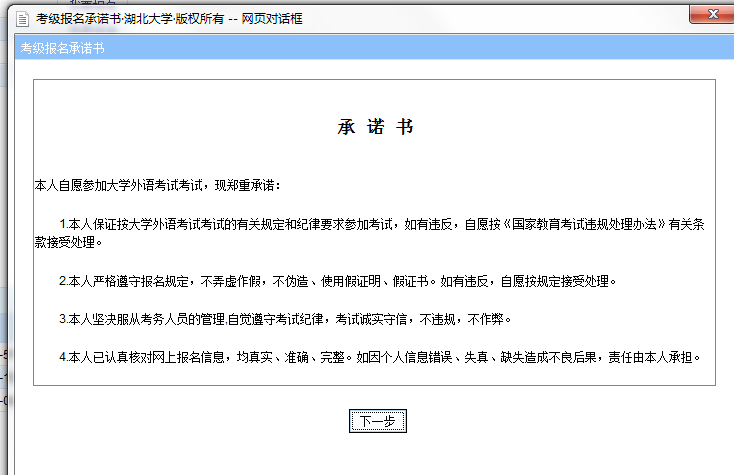 考级报名承诺书·湖北大学·版权所有 -- 网页对话框
考级报名承诺书
承 诺 书
本人自愿参加大学外语考试考试，现郑重承诺：
1.本人保证按大学外语考试考试的有关规定和纪律要求参加考试，如有违反，自愿按《国家教育考试违规处理办法》有关条
款接受处理。
2.本人严格遵守报名规定，不弄虚作假，不伪造、使用假证明、假证书。如有违反，自愿按规定接受处理。
3.本人坚决服从考务人员的管理,自觉遵守考试纪律，考试诚实守信，不违规，不作弊。
4.本人已认真核对网上报名信息，均真实、准确、完整。如因个人信息错误、失真、缺失造成不良后果，责任由本人承担。
下一步